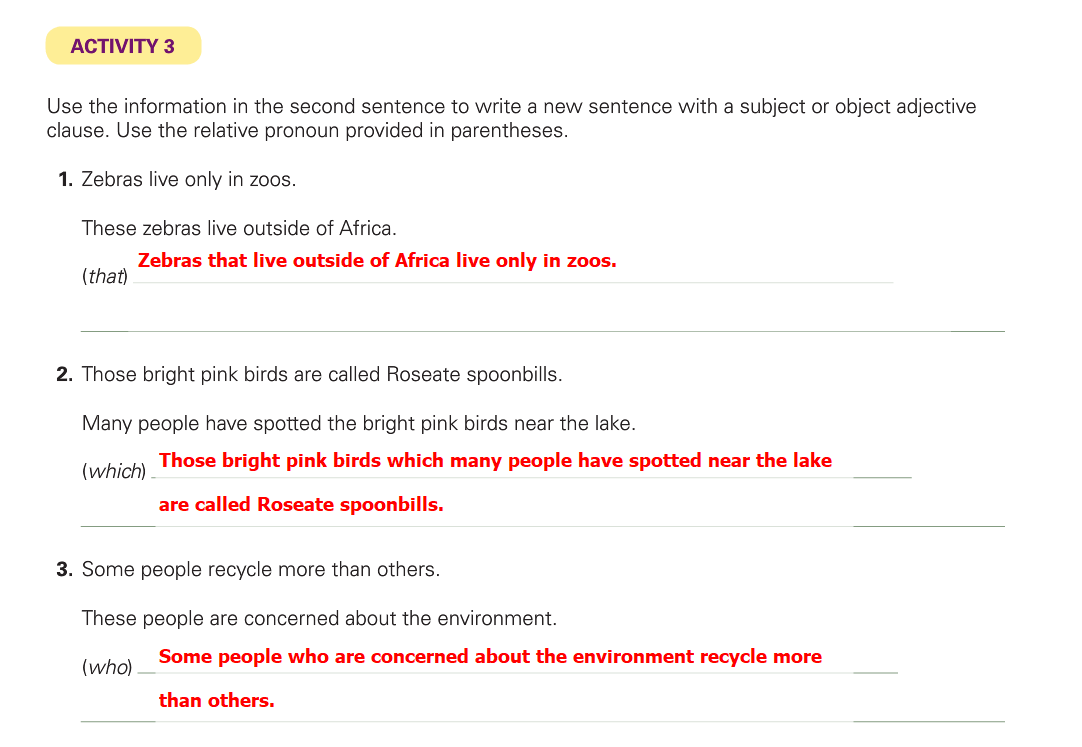 ACTIVITY 3
Use the information in the second sentence to write a new sentence with a subject or object adjective
clause. Use the relative pronoun provided in parentheses.
1. Zebras live only in zoos.
These zebras live outside of Africa.
(that) Zebras that live outside of Africa live only in zoos.
2. Those bright pink birds are called Roseate spoonbills.
Many people have spotted the bright pink birds near the lake.
(which) Those bright pink birds which many people have spotted near the lake
are called Roseate spoonbills.
3. Some people recycle more than others.
These people are concerned about the environment.
(who) Some people who are concerned about the environment recycle more
than others.